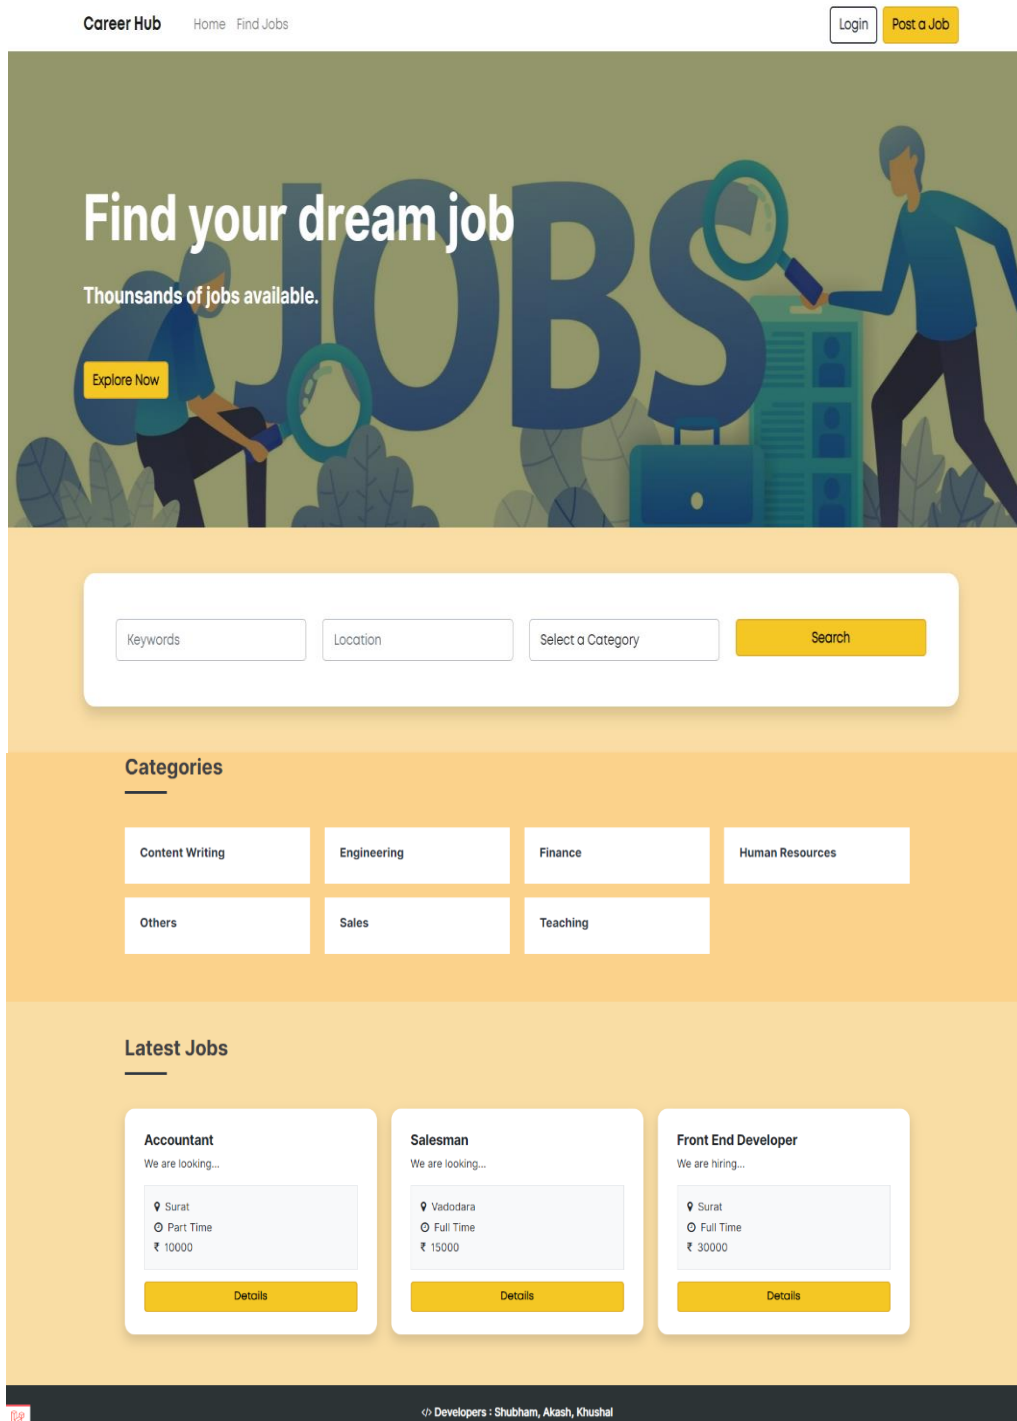 Career Hub Home Find Jobs Login Post a Job
JOBS
Find your dream job
Thounsands of jobs available.
Explore Now
Keywords Location Select a Category Search
Categories
Content Writing Engineering Finance Human Resources
Others Sales Teaching
Latest Jobs
Accountant Salesman Front End Developer
We are looking... We are looking... We are hiring...
Surat Vadodara Surat
Part Time Full Time Full Time
₹ 10000 ₹ 15000 ₹ 30000
Details Details Details
</> Developers : Shubham, Akash, Khushal